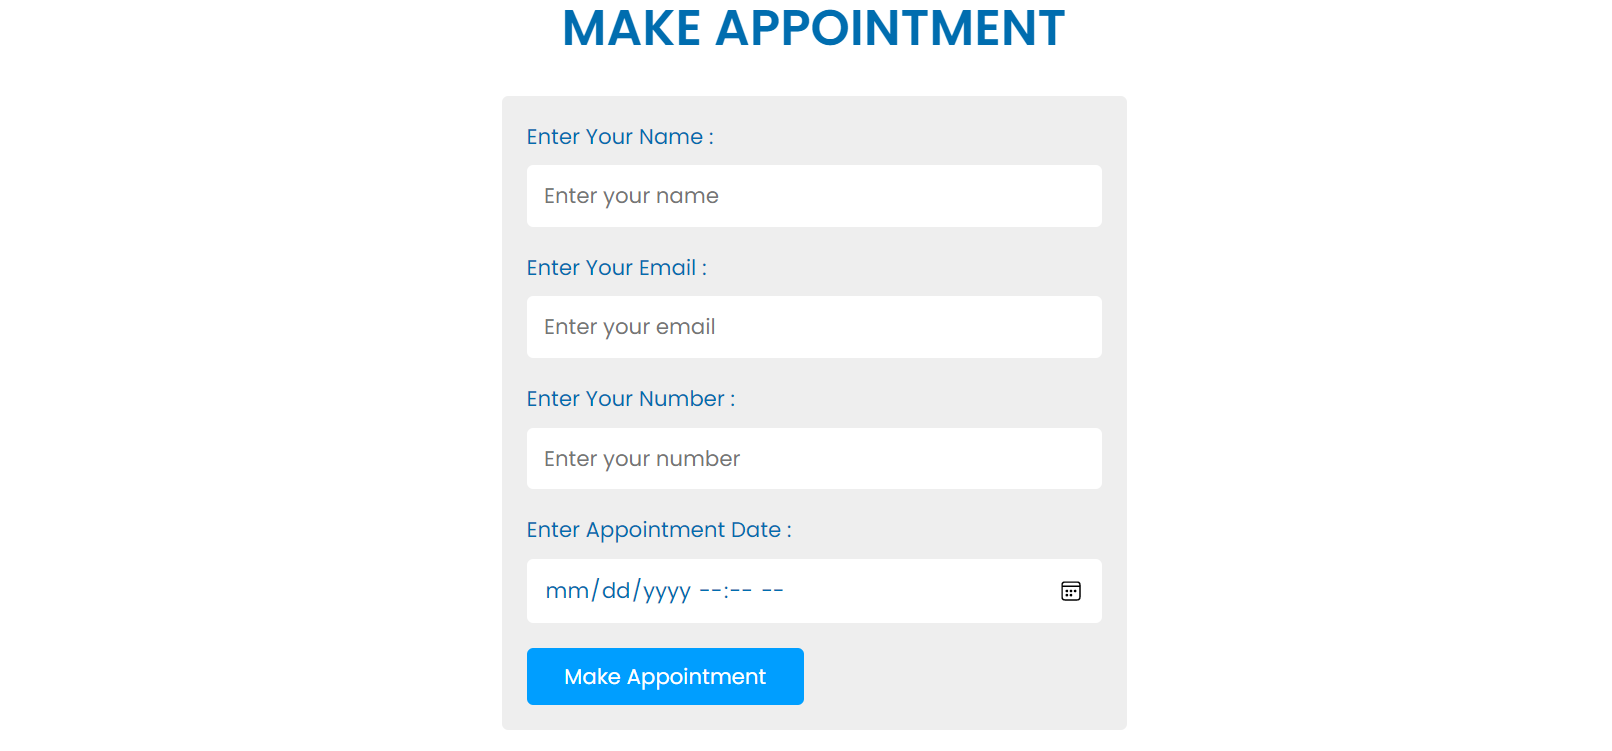 MAKE APPOINTMENT
Enter Your Name :
Enter your name
Enter Your Email :
Enter your email
Enter Your Number :
Enter your number
Enter Appointment Date :
mm/dd/yyyy --:-- --
Make Appointment